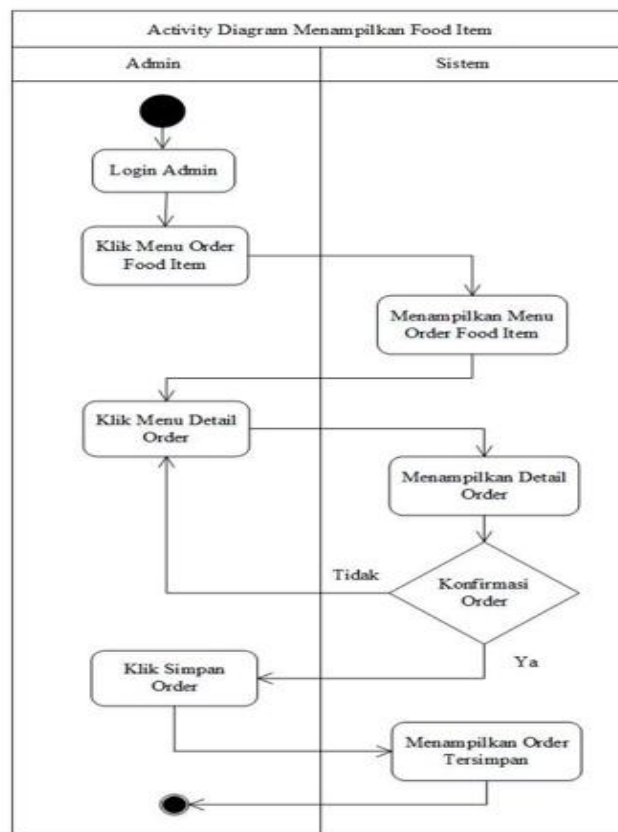 Activity Diagram Menampilkan Food Item
Admin
Sistem
Login Admin
Klik Menu Order
Food Item
Menampilkan Menu
Order Food Item
Klik Menu Detail
Order
Menampilkan Detail
Order
Tidak
Konfirmasi
Order
Ya
Klik Simpan
Order
Menampilkan Order
Tersimpan